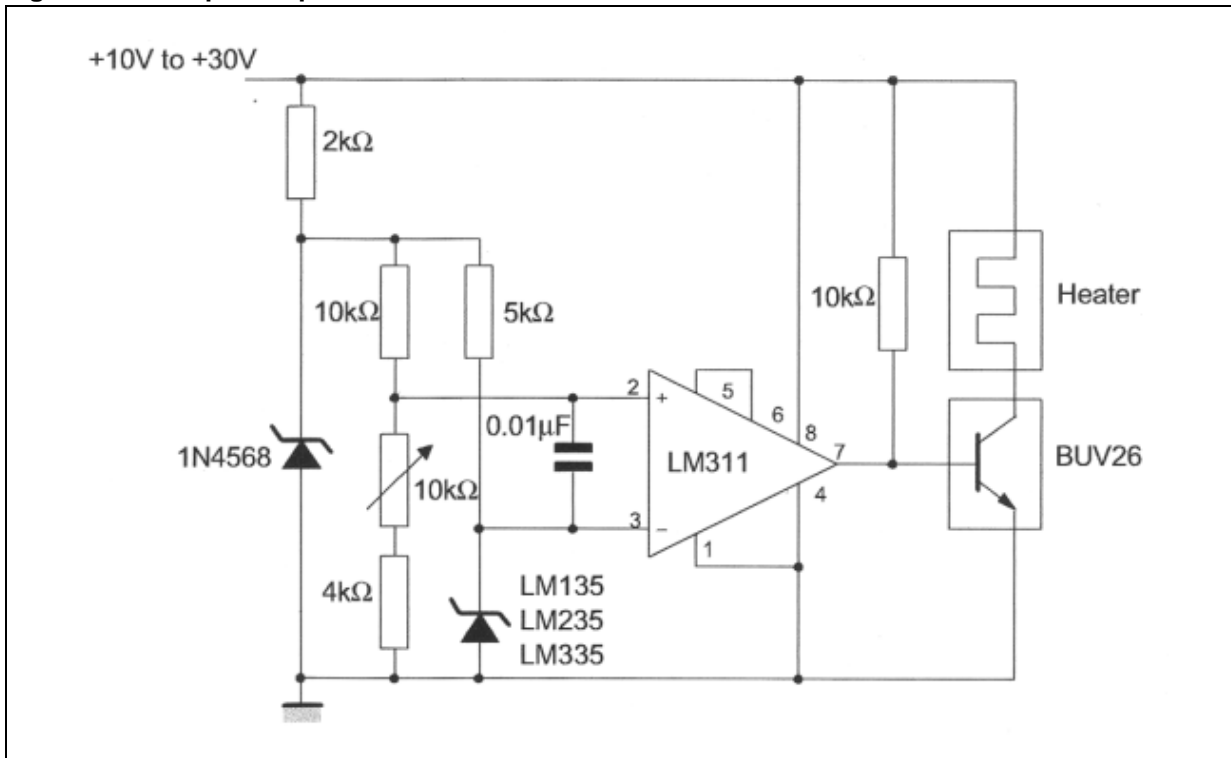 +10V to +30V
2kΩ
10kΩ
5kΩ
10kΩ
Heater
2
+
5
6
8
0.01μF
1N4568
LM311
7
BUV26
10kΩ
4
3
−
1
4kΩ
LM135
LM235
LM335